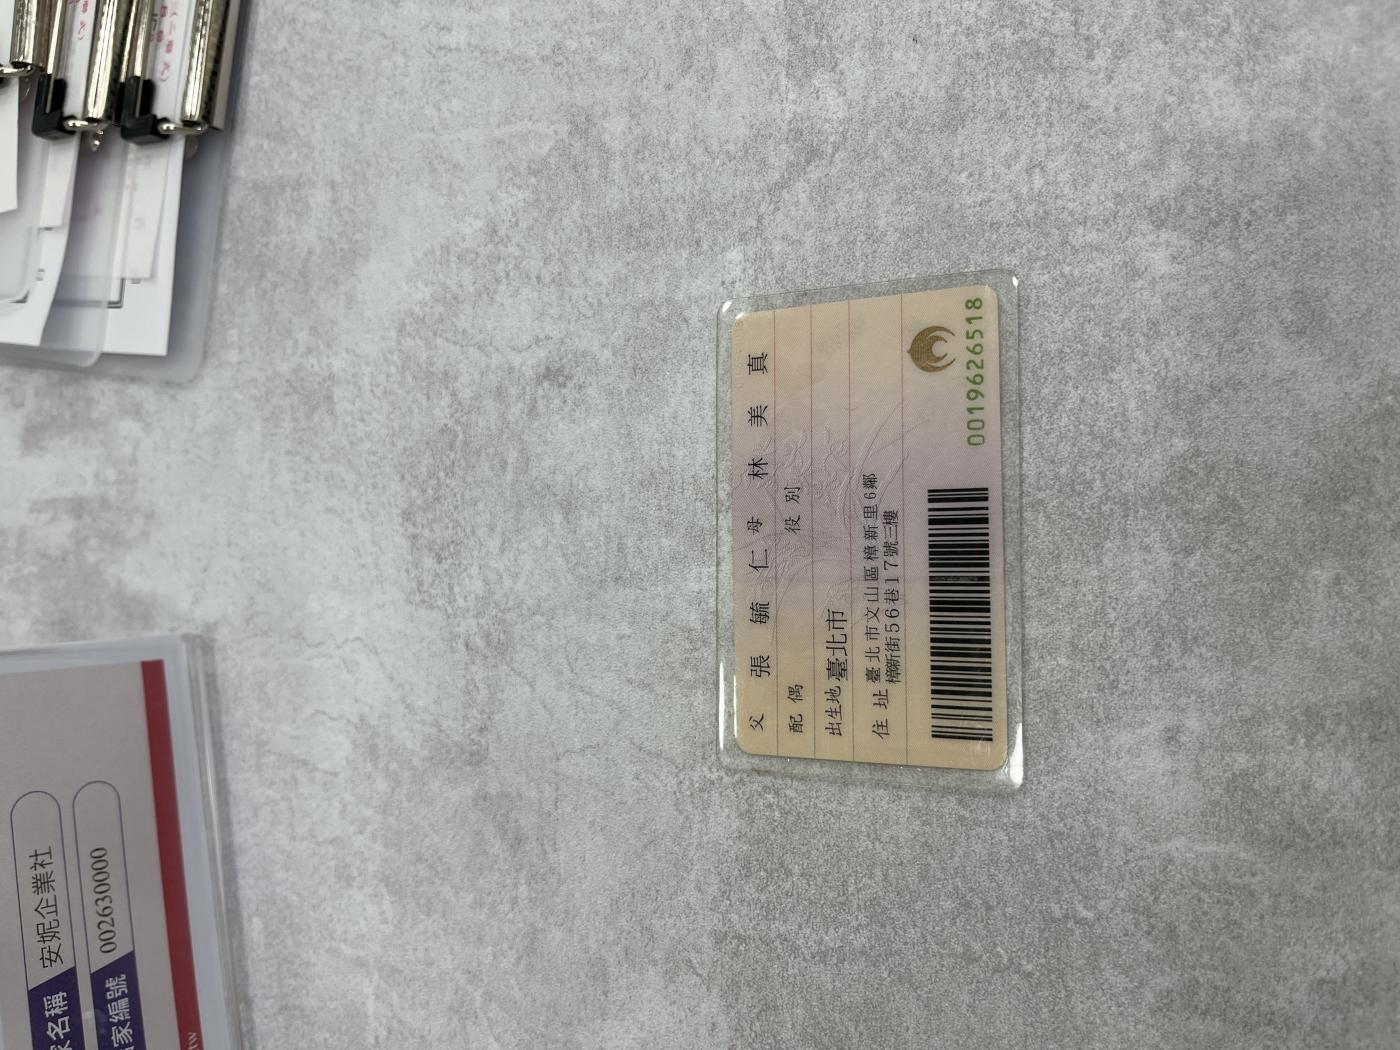 父 張毓仁 母 林美真
配偶 役別
出生地 臺北市
住址 臺北市文山區樟新里6鄰
樟新街56巷17號三樓
0019626518
名稱 安妮企業社
家編號 002630000